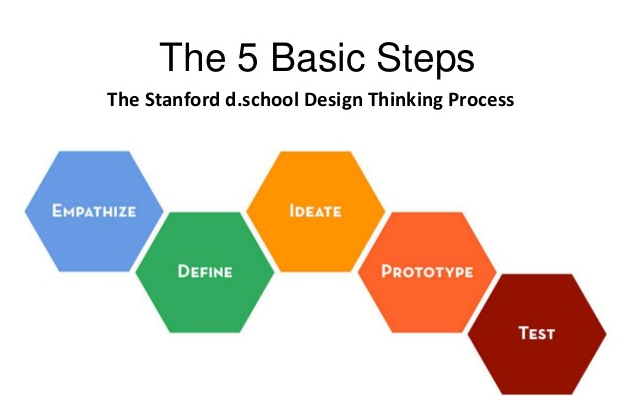 The 5 Basic Steps
The Stanford d.school Design Thinking Process
EMPATHIZE
DEFINE
IDEATE
PROTOTYPE
TEST